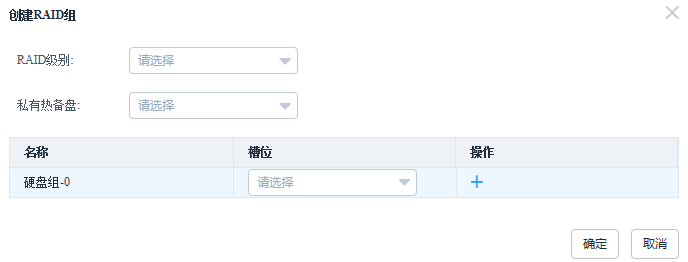 创建RAID组
RAID级别: 请选择
私有热备盘: 请选择
名称 槽位 操作
硬盘组-0 请选择
确定 取消